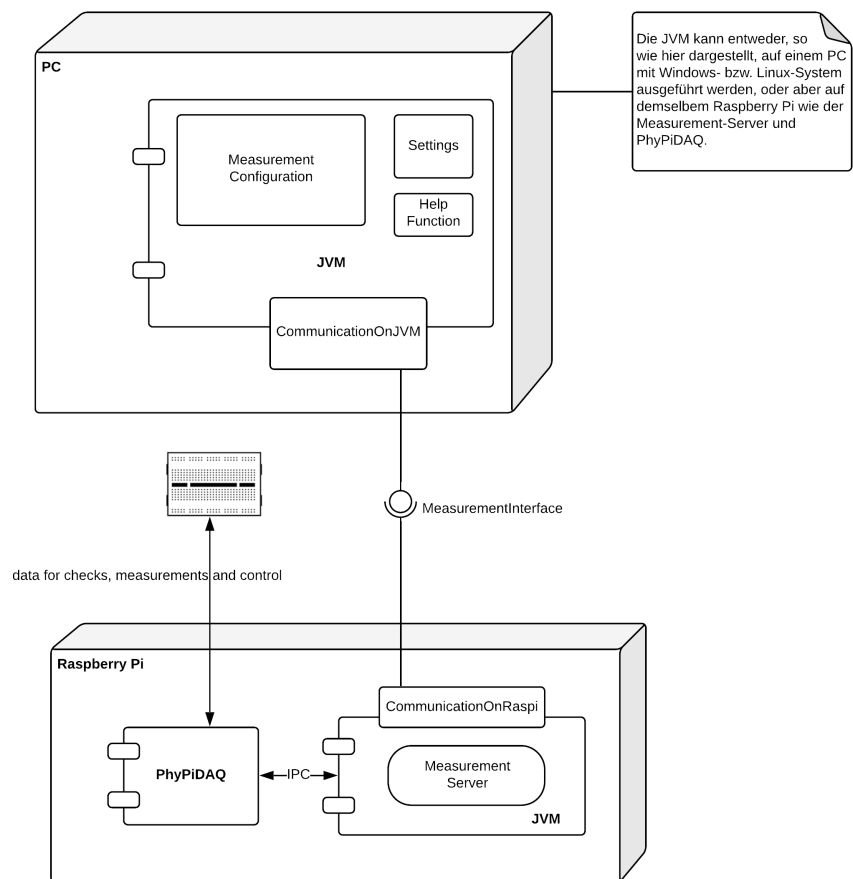 Die JVM kann entweder, so
wie hier dargestellt, auf einem PC
mit Windows- bzw. Linux-System
ausgeführt werden, oder aber auf
demselbem Raspberry Pi wie der
Measurement-Server und
PhyPiDAQ.
PC
Measurement
Configuration
Settings
Help
Function
JVM
CommunicationOnJVM
MeasurementInterface
data for checks, measurements and control
Raspberry Pi
CommunicationOnRaspi
PhyPiDAQ
IPC
Measurement
Server
JVM